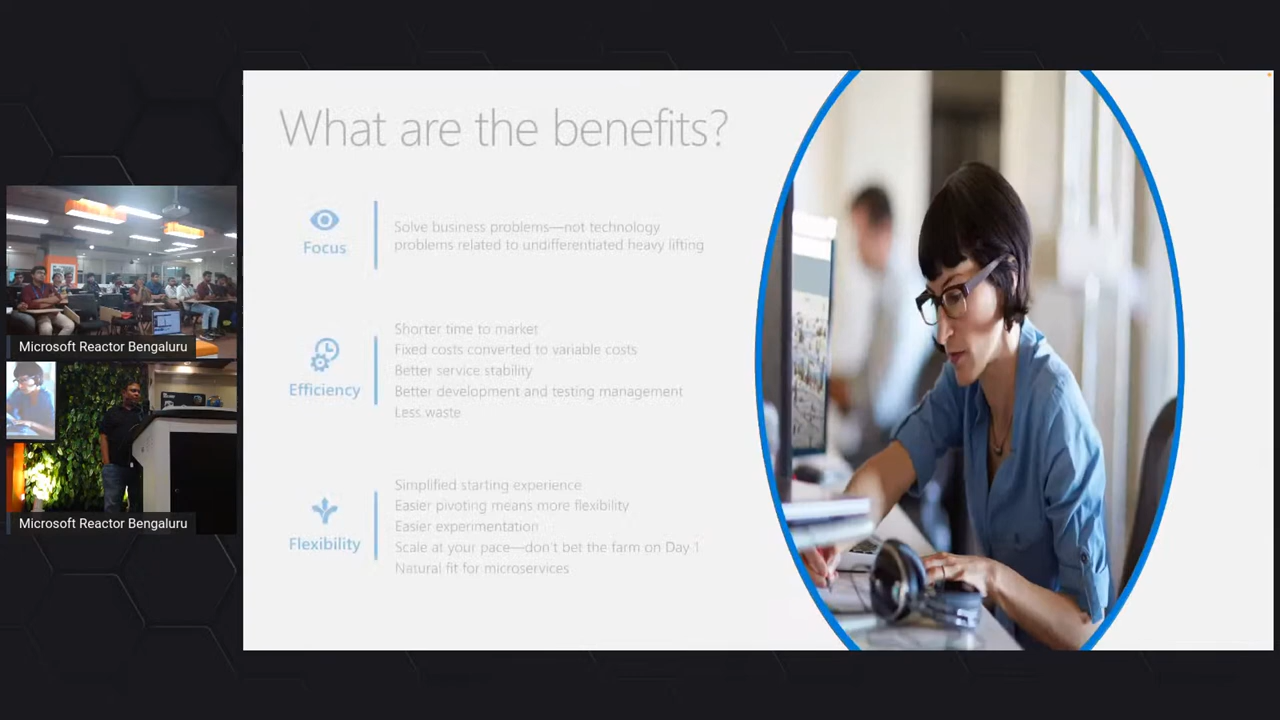 What are the benefits?
Focus
Solve business problems—not technology
problems related to undifferentiated heavy lifting
Efficiency
Shorter time to market
Fixed costs converted to variable costs
Better service stability
Better development and testing management
Less waste
Flexibility
Simplified starting experience
Easier pivoting means more flexibility
Easier experimentation
Scale at your pace—don't bet the farm on Day 1
Natural fit for microservices
Microsoft Reactor Bengaluru
Microsoft Reactor Bengaluru